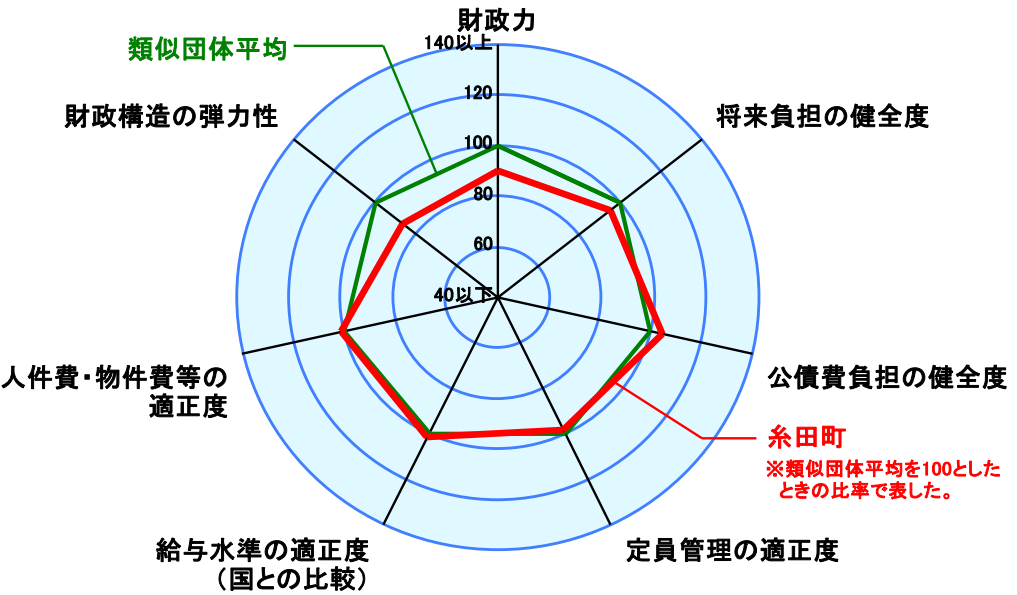 財政力
140以上
類似団体平均
120
財政構造の弾力性
将来負担の健全度
100
80
60
40以下
人件費・物件費等の
適正度
公債費負担の健全度
糸田町
※類似団体平均を100とした
ときの比率で表した。
給与水準の適正度
（国との比較）
定員管理の適正度